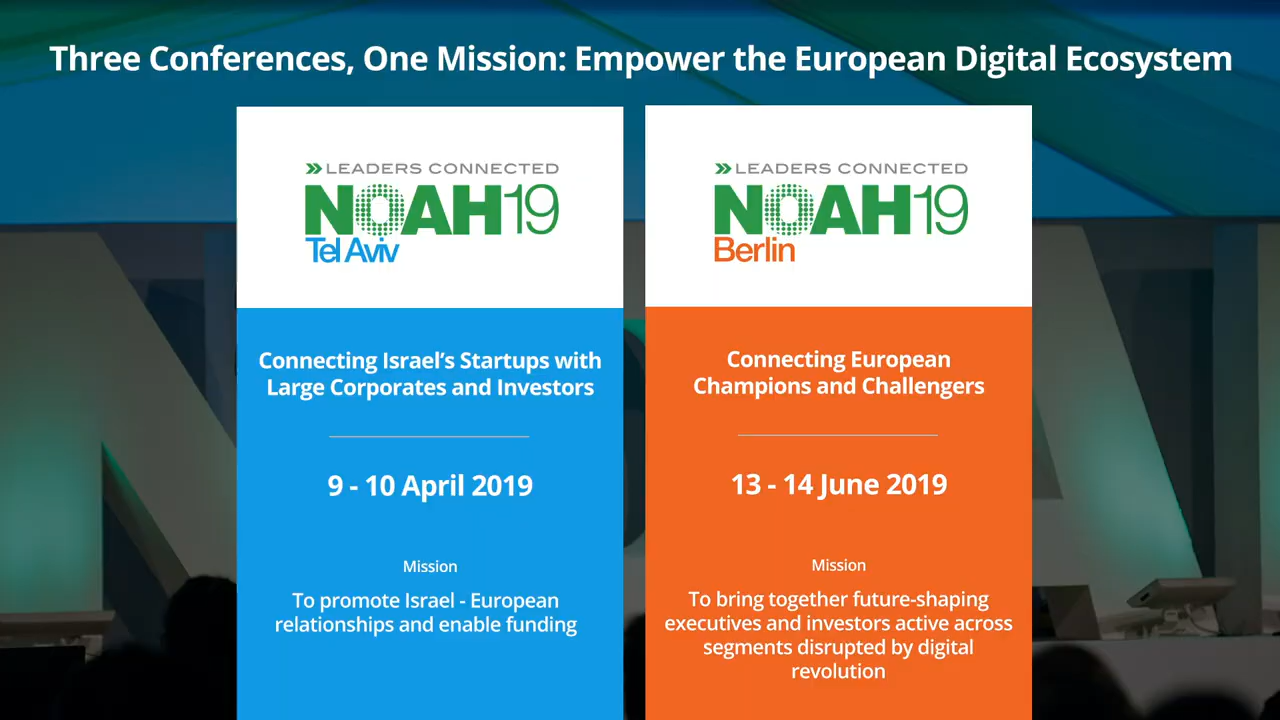 Three Conferences, One Mission: Empower the European Digital Ecosystem
LEADERS CONNECTED
NOAH19
Tel Aviv
Connecting Israel's Startups with
Large Corporates and Investors
9 - 10 April 2019
Mission
To promote Israel - European
relationships and enable funding
LEADERS CONNECTED
NOAH19
Berlin
Connecting European
Champions and Challengers
13 - 14 June 2019
Mission
To bring together future-shaping
executives and investors active across
segments disrupted by digital
revolution